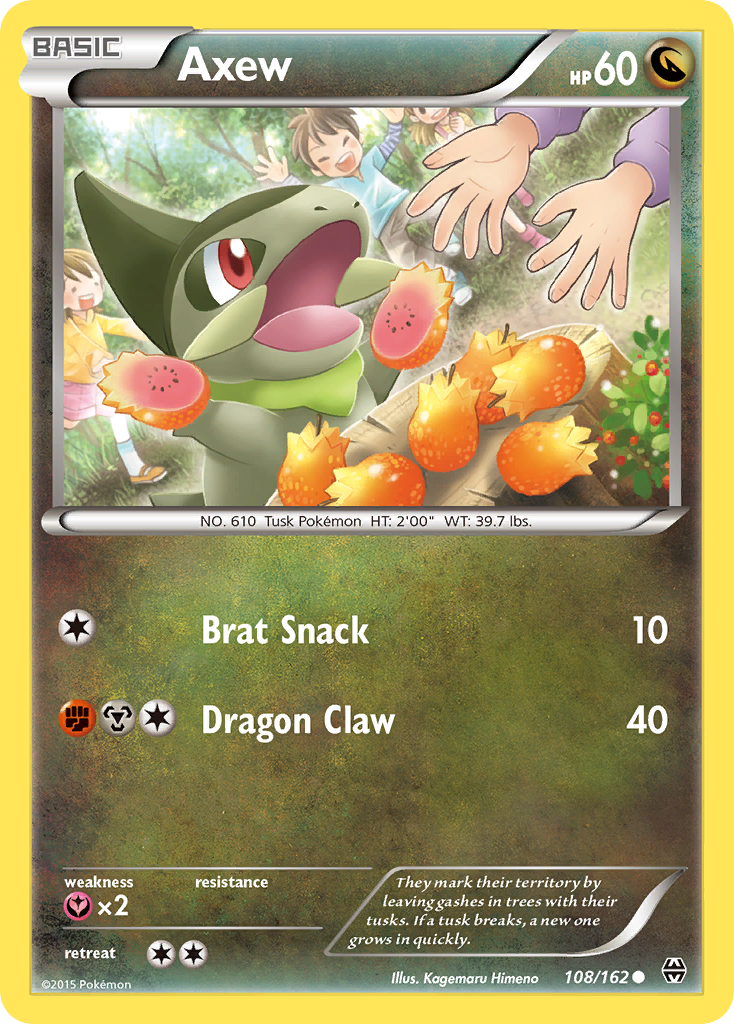 BASIC Axew HP60
NO. 610 Tusk Pokémon HT: 2'00" WT: 39.7 lbs.
Brat Snack 10
Dragon Claw 40
weakness resistance
×2
retreat
They mark their territory by
leaving gashes in trees with their
tusks. If a tusk breaks, a new one
grows in quickly.
©2015 Pokémon Illus. Kagemaru Himeno 108/162